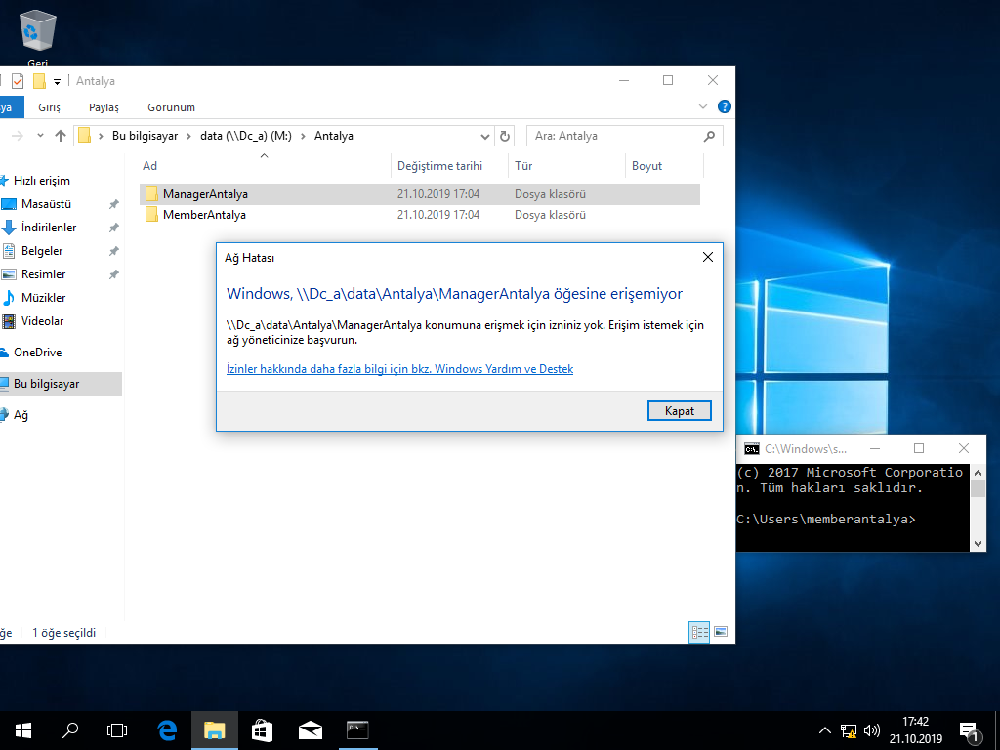 Geri
Antalya
ya
Giriş
Paylaş
Görünüm
Bu bilgisayar
data (\\Dc_a) (M:)
Antalya
Ara: Antalya
Ad
Değiştirme tarihi
Tür
Boyut
Hızlı erişim
Masaüstü
İndirilenler
Belgeler
Resimler
Müzikler
Videolar
OneDrive
Bu bilgisayar
Ağ
ManagerAntalya 21.10.2019 17:04 Dosya klasörü
MemberAntalya 21.10.2019 17:04 Dosya klasörü
Ağ Hatası
Windows, \\Dc_a\data\Antalya\ManagerAntalya öğesine erişemiyor
\\Dc_a\data\Antalya\ManagerAntalya konumuna erişmek için izniniz yok. Erişim istemek için
ağ yöneticinize başvurun.
İzinler hakkında daha fazla bilgi için bkz. Windows Yardım ve Destek
Kapat
C:\Windows\s...
(c) 2017 Microsoft Corporatio
n. Tüm hakları saklıdır.
C:\Users\memberantalya>
ğe
1 öğe seçildi
17:42
21.10.2019
1